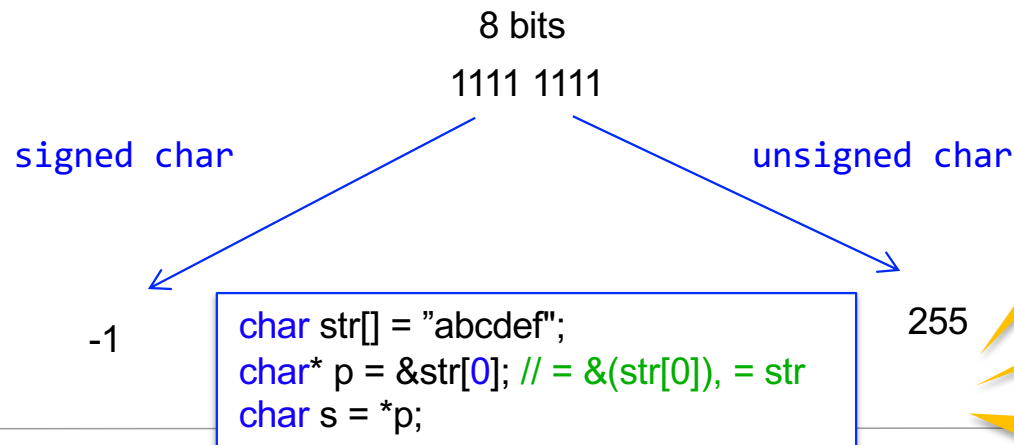 8 bits
1111 1111
signed char
unsigned char
-1
255
char str[] = ”abcdef";
char* p = &str[0]; // = &(str[0]), = str
char s = *p;